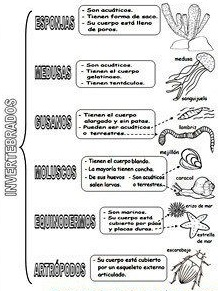 INVERTEBRADOS
ESPONJAS
- Son acuáticos.
- Tienen forma de saco.
- Su cuerpo está lleno
de poros.
MEDUSAS
- Son acuáticos.
- Tienen el cuerpo
gelatinoso.
- Tienen tentáculos.
medusa
sanguijuela
GUSANOS
- Tienen el cuerpo
alargado y sin patas.
- Pueden ser acuáticos
o terrestres.
lombriz
mejillón
MOLUSCOS
- Tienen el cuerpo blando.
- La mayoría tienen concha.
- De sus huevos
salen larvas.
- Son acuáticos
o terrestres.
caracol
EQUINODERMOS
- Son marinos.
- Su cuerpo está
cubierto por púas
y placas duras.
erizo de mar
estrella
de mar
ARTRÓPODOS
- Su cuerpo está cubierto
por un esqueleto externo
articulado.
escarabajo